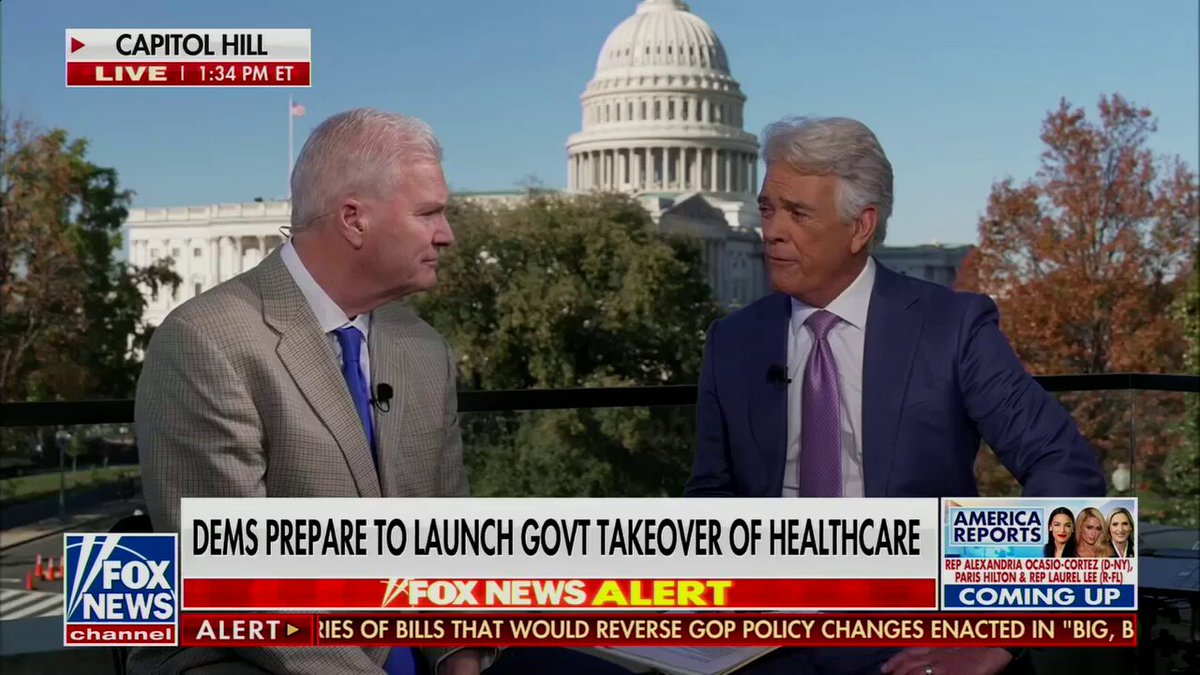 CAPITOL HILL
LIVE | 1:34 PM ET
DEMS PREPARE TO LAUNCH GOVT TAKEOVER OF HEALTHCARE
FOX NEWS ALERT
AMERICA
REPORTS
REP ALEXANDRIA OCASIO-CORTEZ (D-NY),
PARIS HILTON & REP LAUREL LEE (R-FL)
COMING UP
FOX
NEWS
channel
ALERT
RIES OF BILLS THAT WOULD REVERSE GOP POLICY CHANGES ENACTED IN "BIG, B